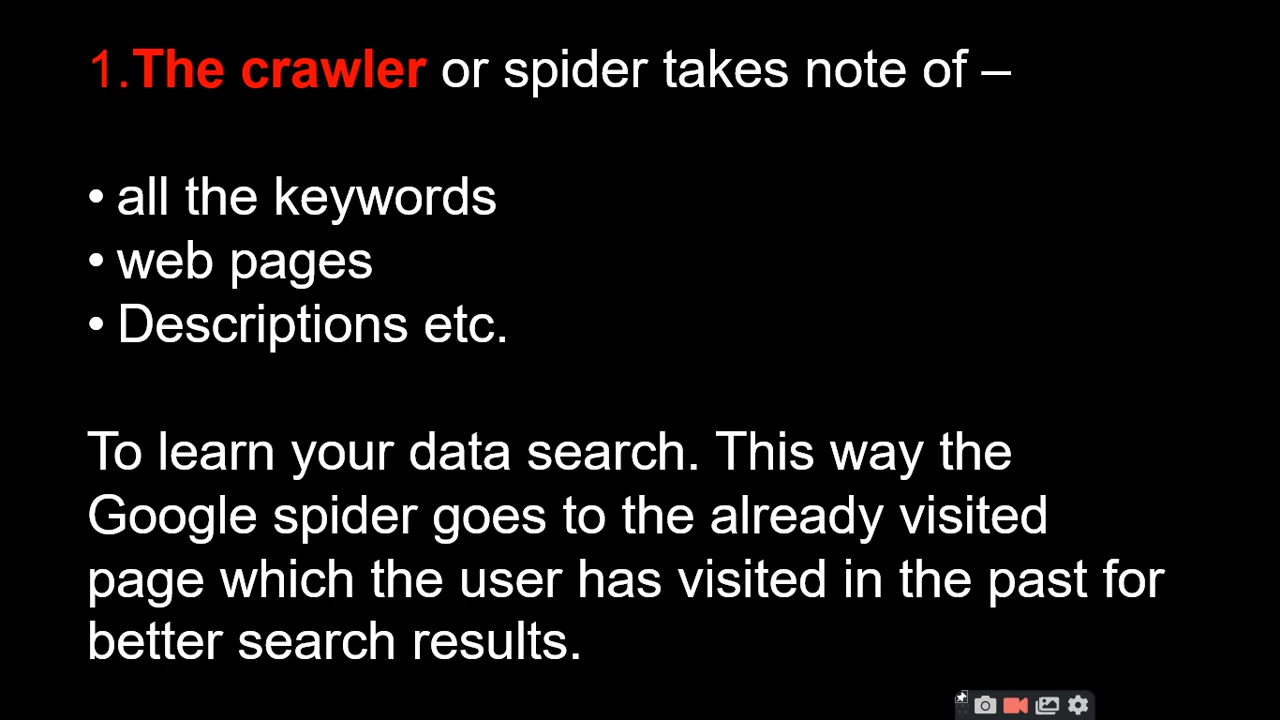 1.The crawler or spider takes note of –
• all the keywords
• web pages
• Descriptions etc.
To learn your data search. This way the
Google spider goes to the already visited
page which the user has visited in the past for
better search results.